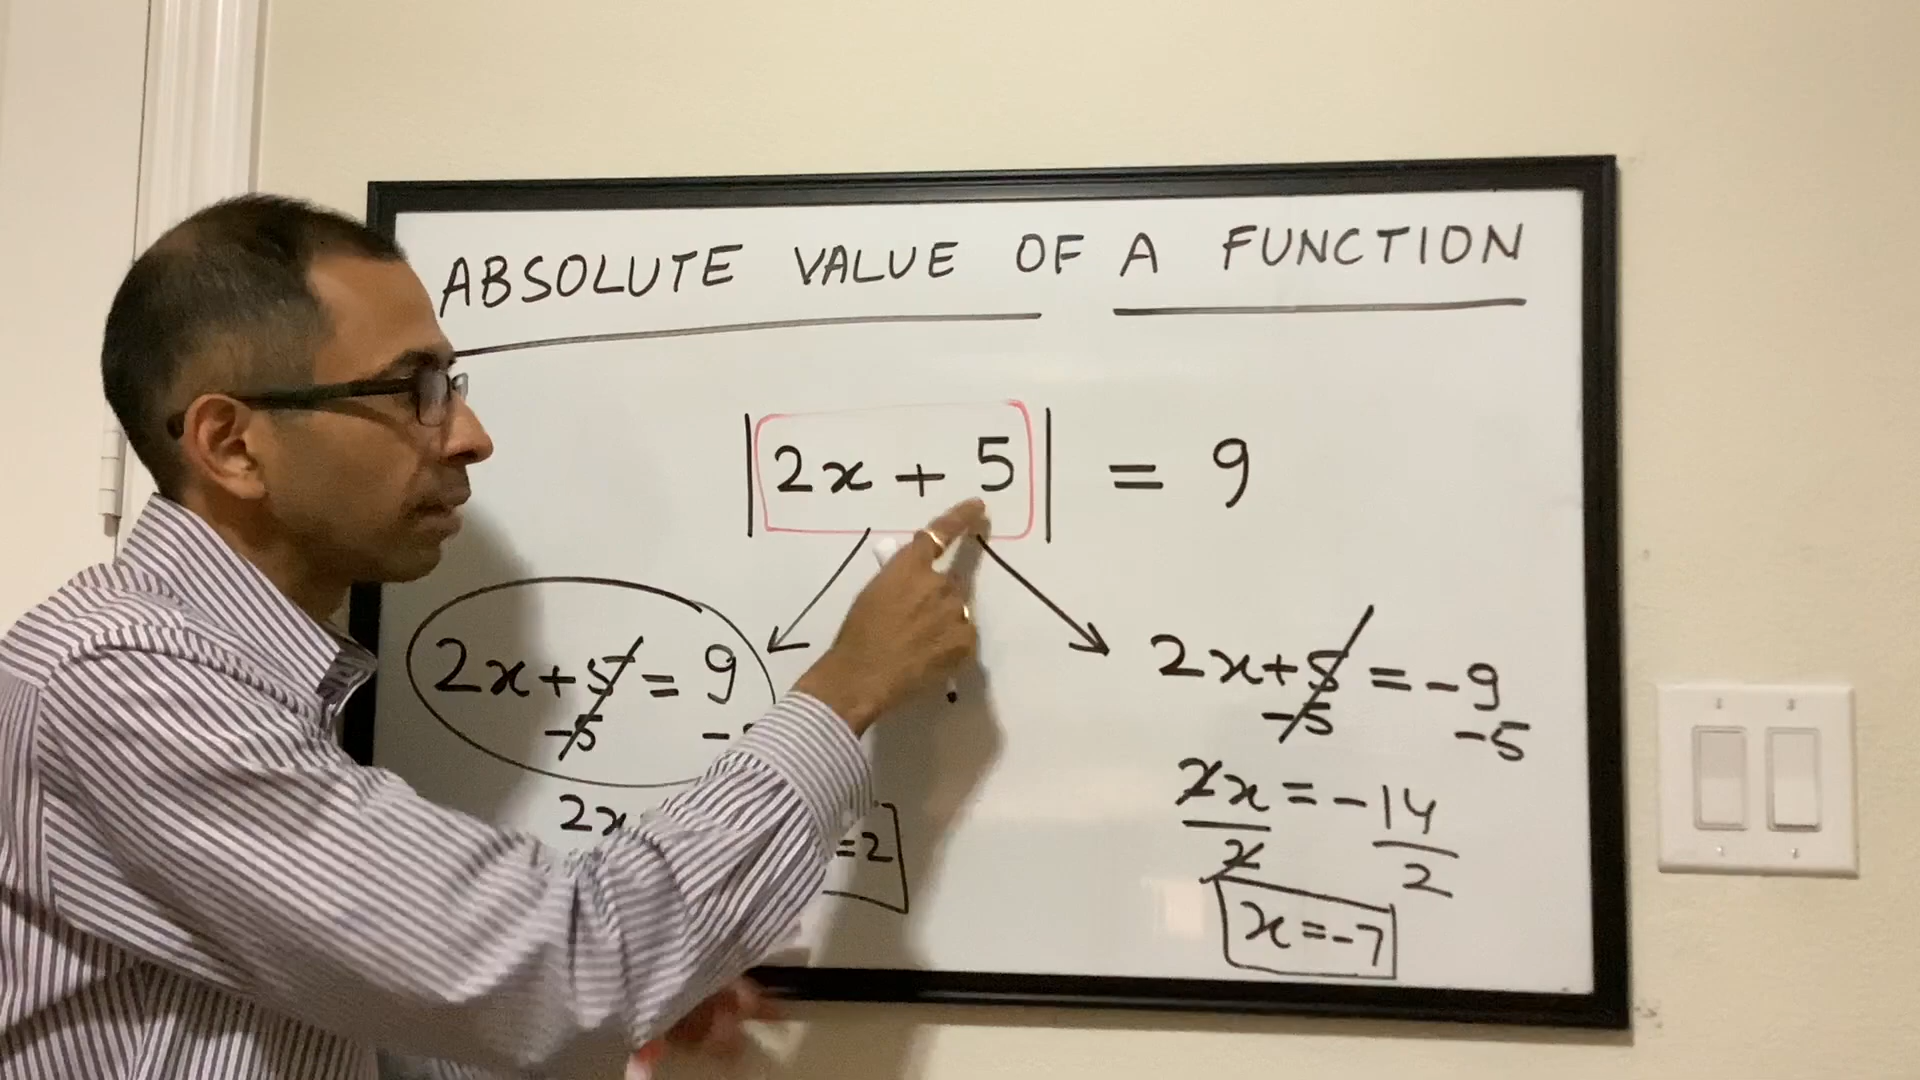 ABSOLUTE VALUE OF A FUNCTION
|2x + 5| = 9
2x+5 = 9
-5 -
2x
=2
2x+5 = -9
-5 -5
2x = -14
2 2
x = -7